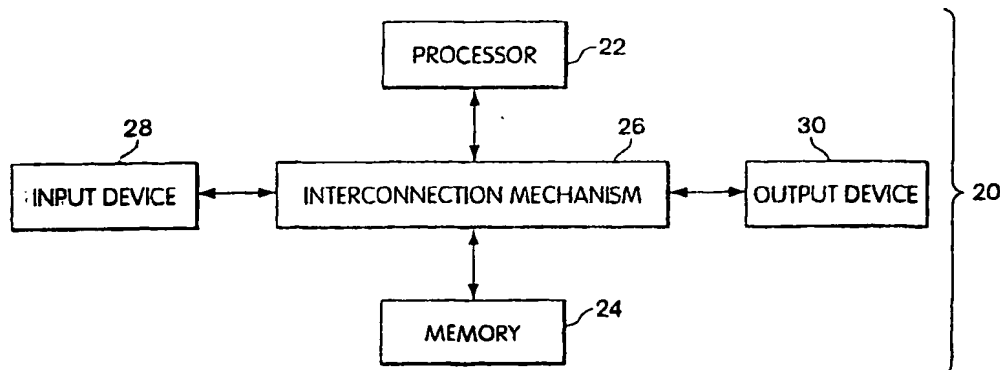 PROCESSOR
22
28
INPUT DEVICE
26
INTERCONNECTION MECHANISM
30
OUTPUT DEVICE
20
MEMORY
24